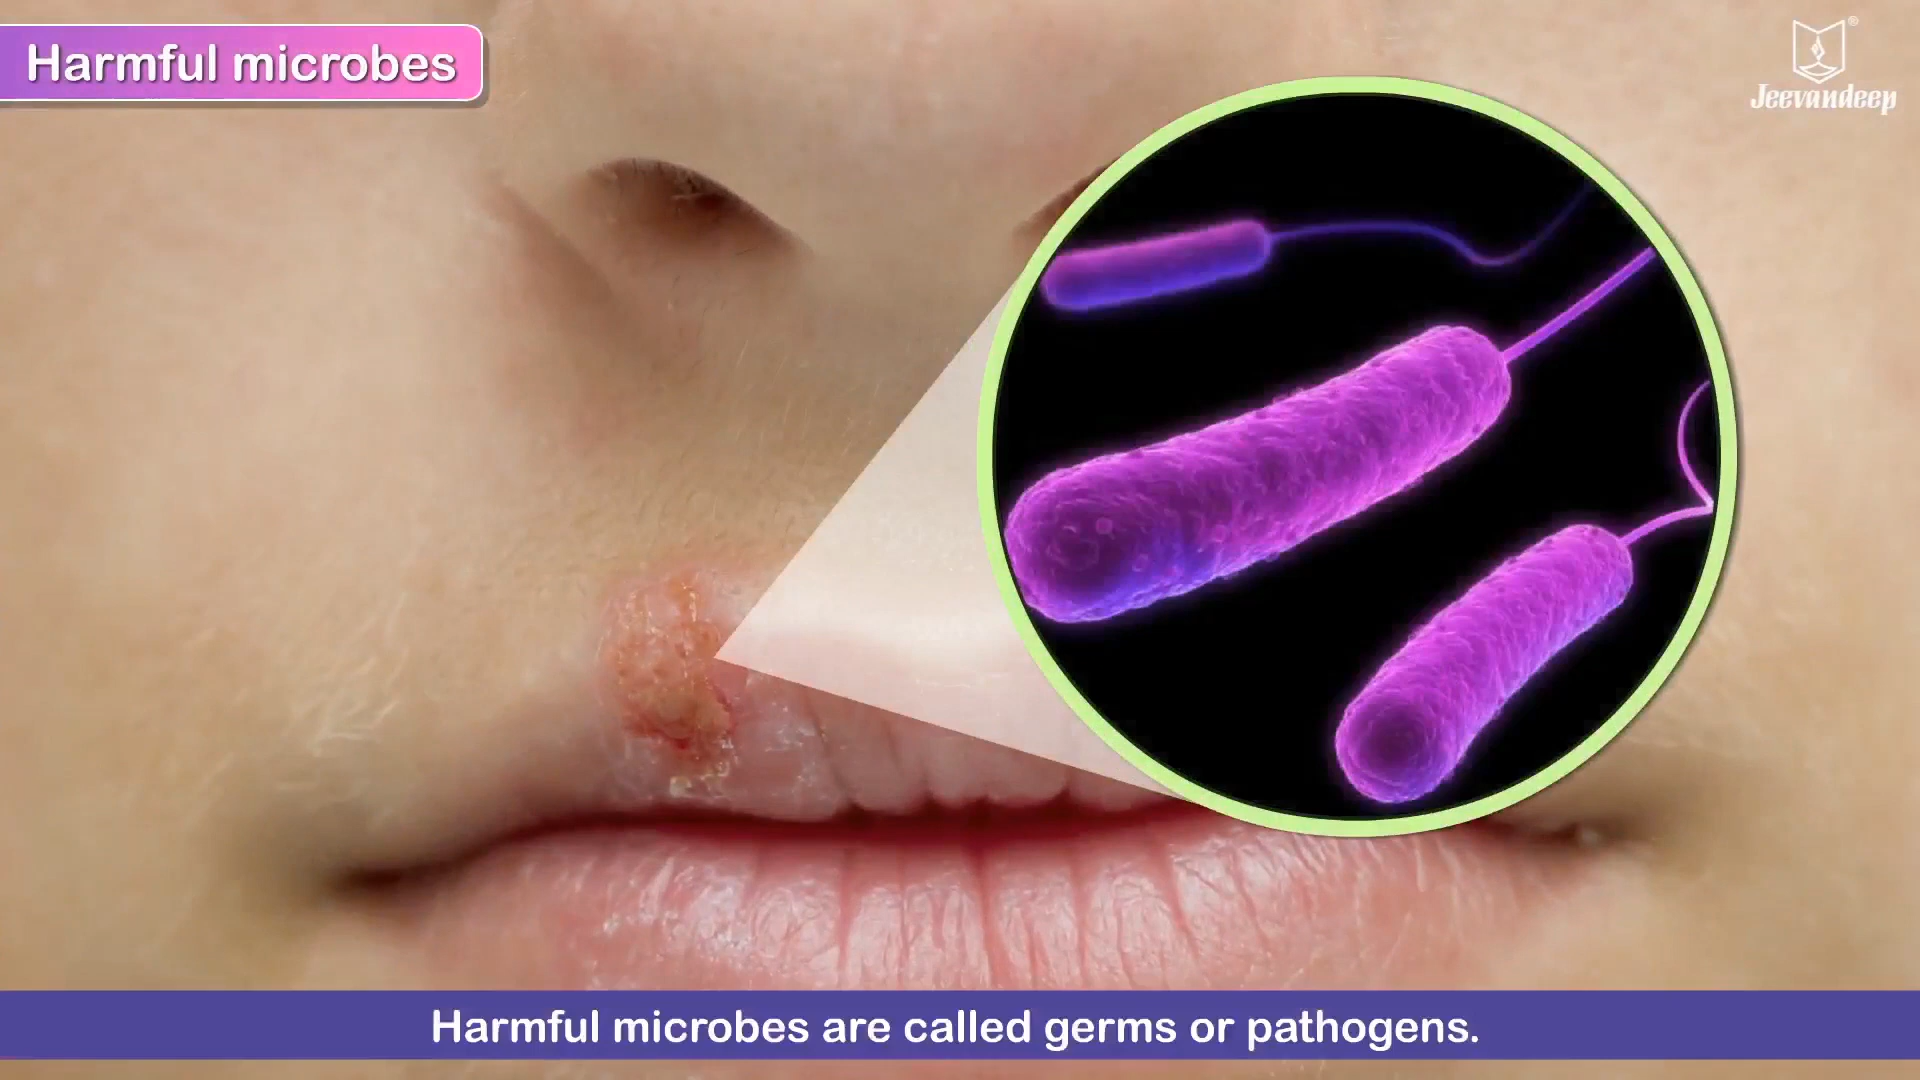 Harmful microbes
®
Jeevandeep
Harmful microbes are called germs or pathogens.